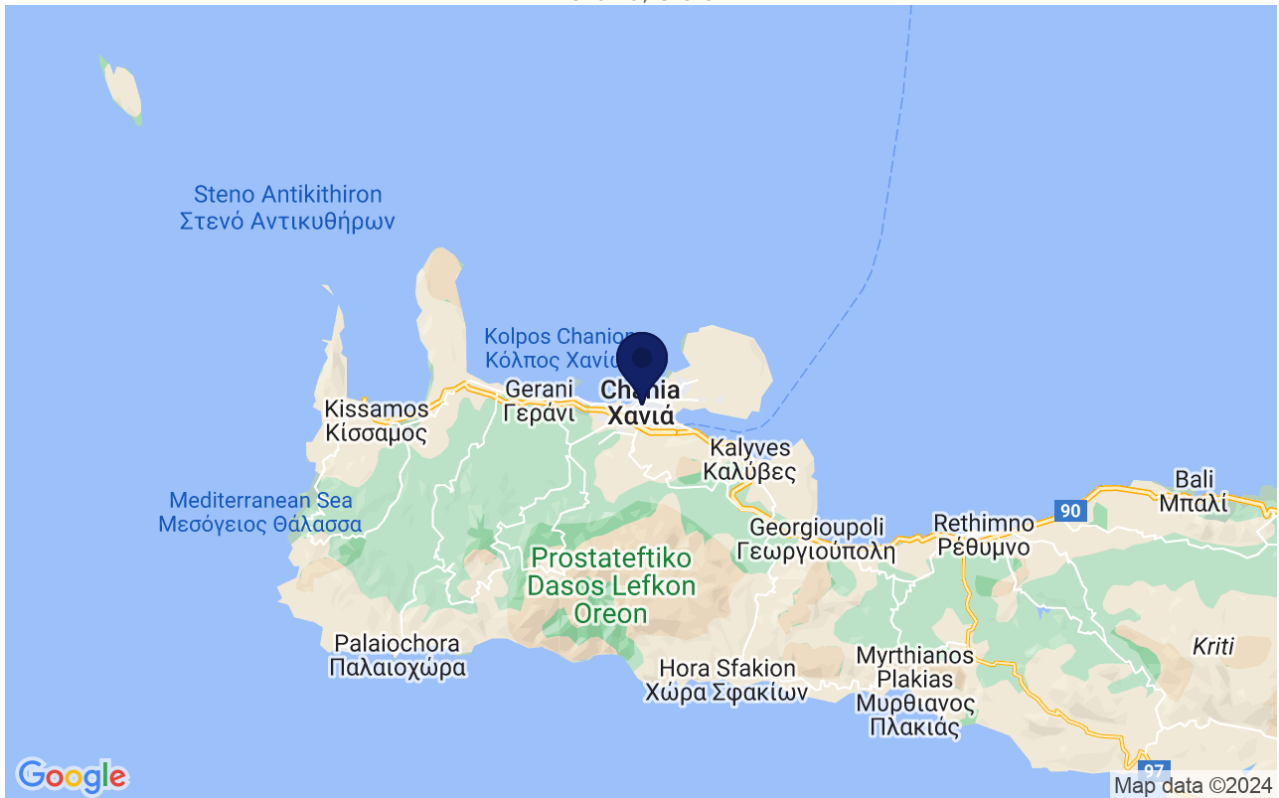 Steno Antikithiron
Στενό Αντικυθήρων
Kolpos Chanion
Κόλπος Χανίω
Gerani
Γεράνι
Chania
Χανιά
Kissamos
Κίσσαμος
Kalyves
Καλύβες
Mediterranean Sea
Μεσόγειος Θάλασσα
Bali
Μπαλί
90
Georgioupoli
Γεωργιούπολη
Rethimno
Ρέθυμνο
Prostateftiko
Dasos Lefkon
Oreon
Palaiochora
Παλαιοχώρα
Hora Sfakion
Χώρα Σφακίων
Myrthianos
Plakias
Μυρθιανος
Πλακιάς
Kriti
97
Google
Map data ©2024